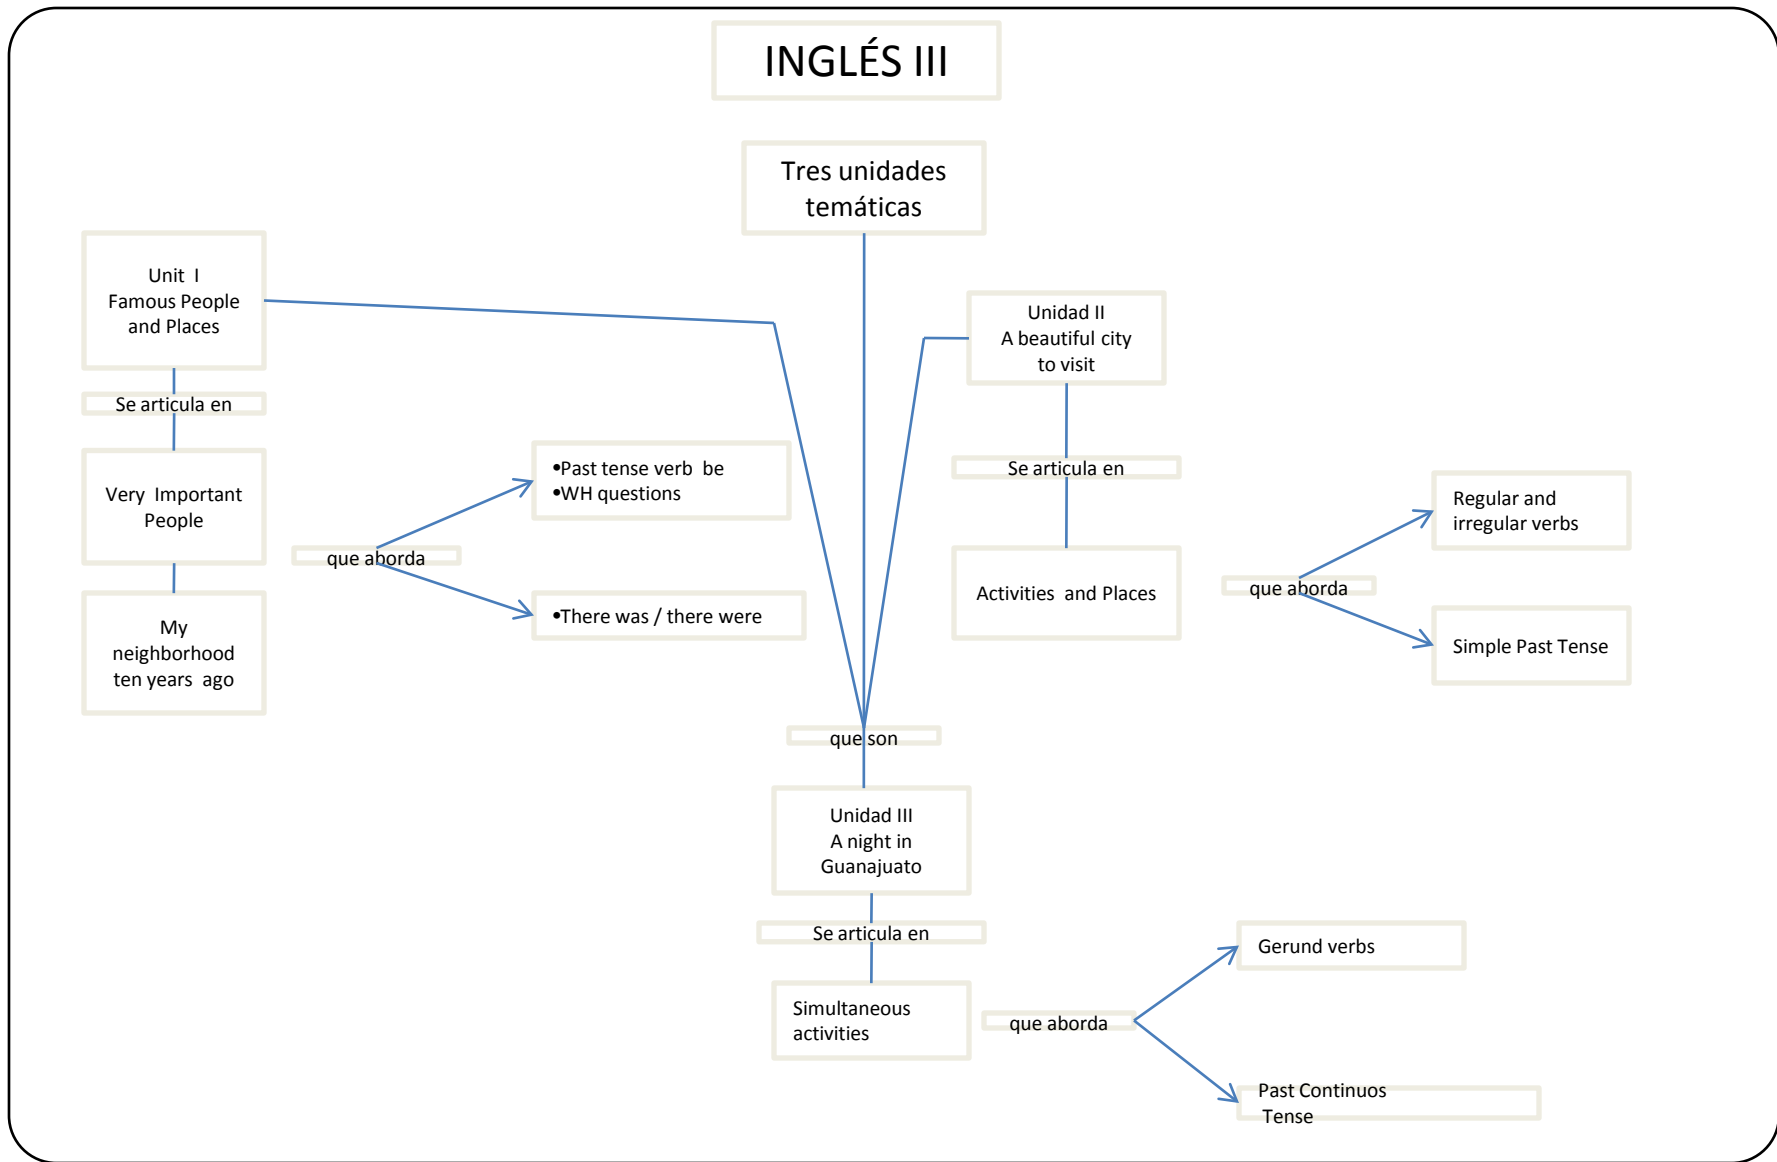 INGLÉS III
Tres unidades
temáticas
Unit I
Famous People
and Places
Se articula en
Very Important
People
My
neighborhood
ten years ago
que aborda
•Past tense verb be
•WH questions
•There was / there were
Unidad II
A beautiful city
to visit
Se articula en
Activities and Places
que aborda
Regular and
irregular verbs
Simple Past Tense
que son
Unidad III
A night in
Guanajuato
Se articula en
Simultaneous
activities
que aborda
Gerund verbs
Past Continuos
Tense